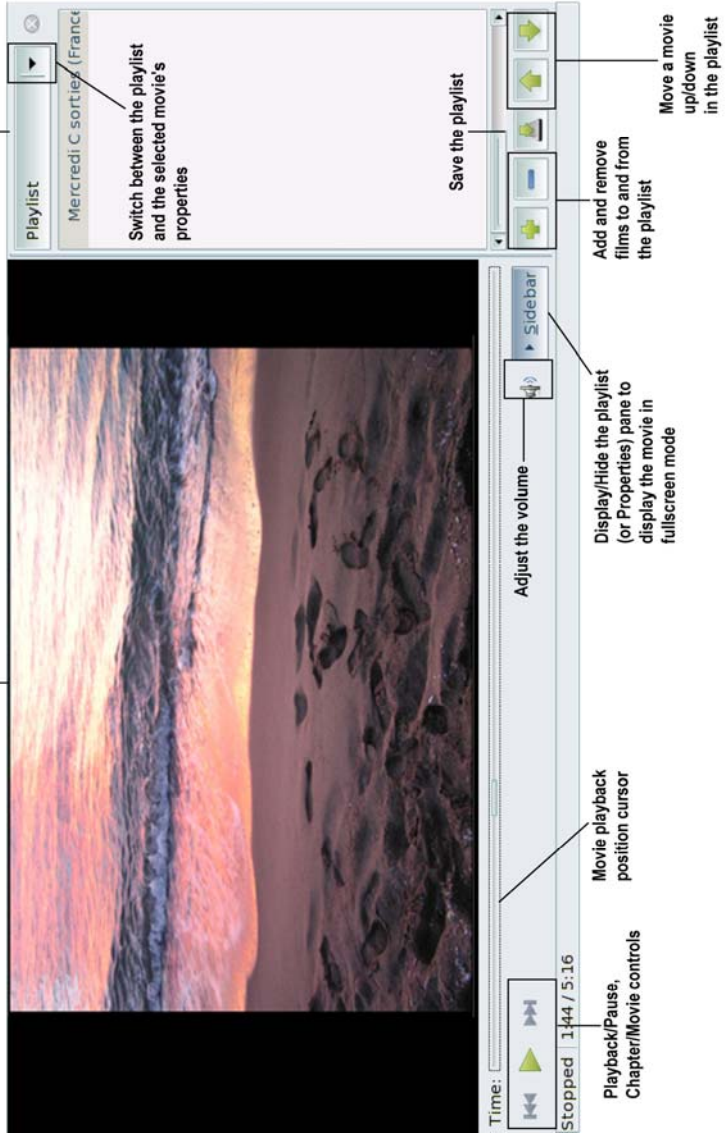 Playlist
Mercredi C sorties (France
Switch between the playlist
and the selected movie's
properties
Save the playlist
Time:
Sidebar
Stopped
1:44 / 5:16
Playback/Pause,
Chapter/Movie controls
Movie playback
position cursor
Adjust the volume
Display/Hide the playlist
(or Properties) pane to
display the movie in
fullscreen mode
Add and remove
films to and from
the playlist
Move a movie
up/down
in the playlist